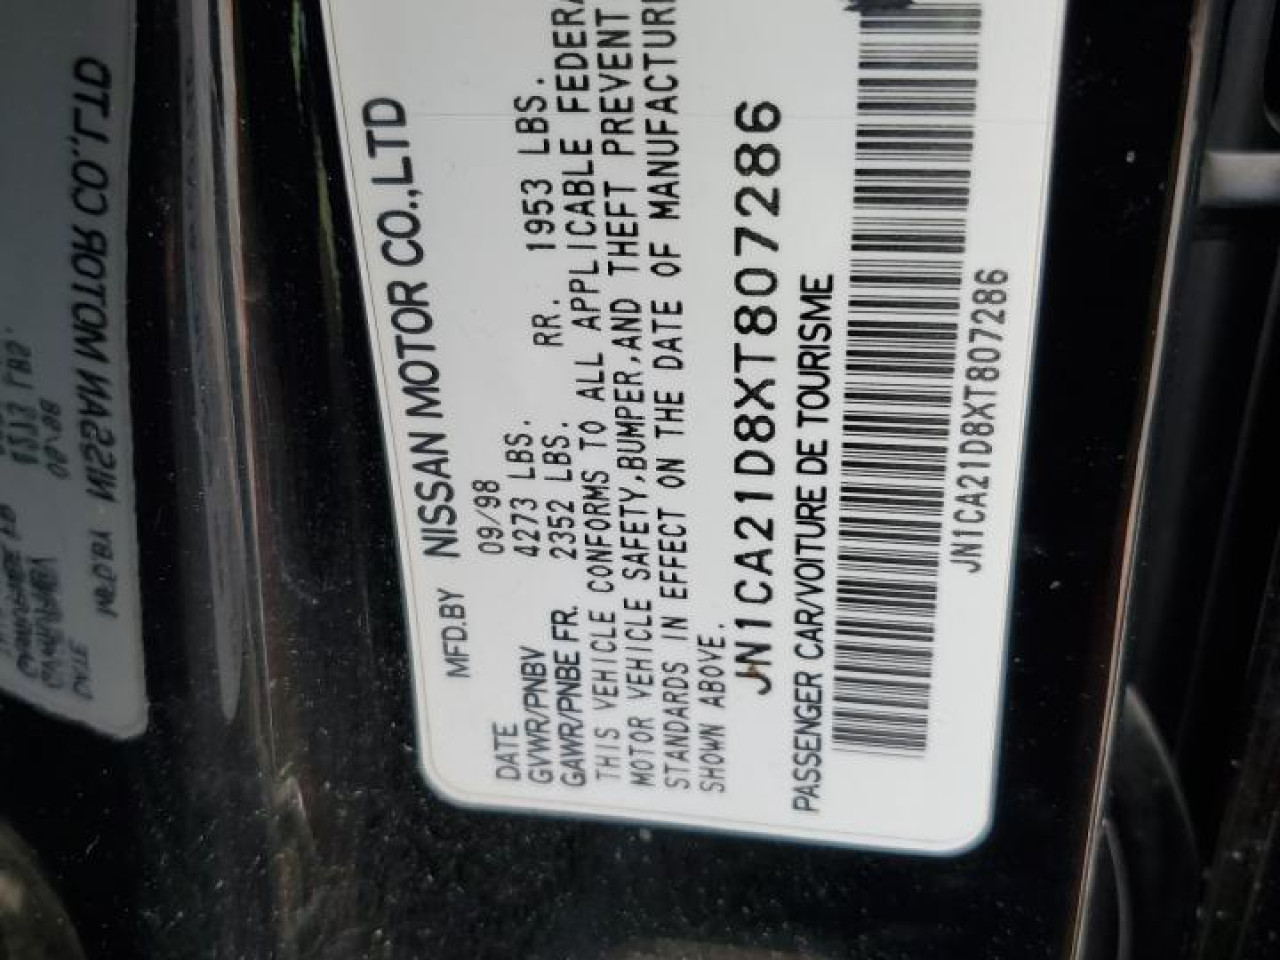 MFD.BY NISSAN MOTOR CO.,LTD
DATE 09/98
GVWR/PNBV 4273 LBS.
GAWR/PNBE FR. 2352 LBS. RR. 1953 LBS.
THIS VEHICLE CONFORMS TO ALL APPLICABLE FEDERA
MOTOR VEHICLE SAFETY,BUMPER,AND THEFT PREVENT
STANDARDS IN EFFECT ON THE DATE OF MANUFACTUR
SHOWN ABOVE.
JN1CA21D8XT807286
PASSENGER CAR/VOITURE DE TOURISME
JN1CA21D8XT807286
NISSAN MOTOR CO.,LTD